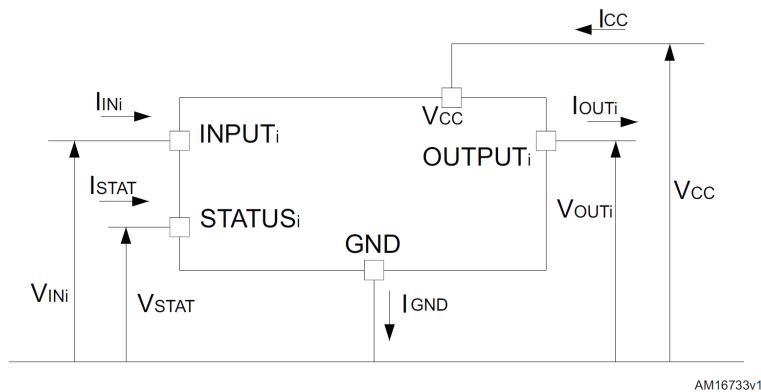 ICC
IINi
IOUTi
VCC
INPUTi
OUTPUTi
ISTAT
VCC
STATUSi
VOUTi
GND
VINi
VSTAT
IGND
AM16733v1